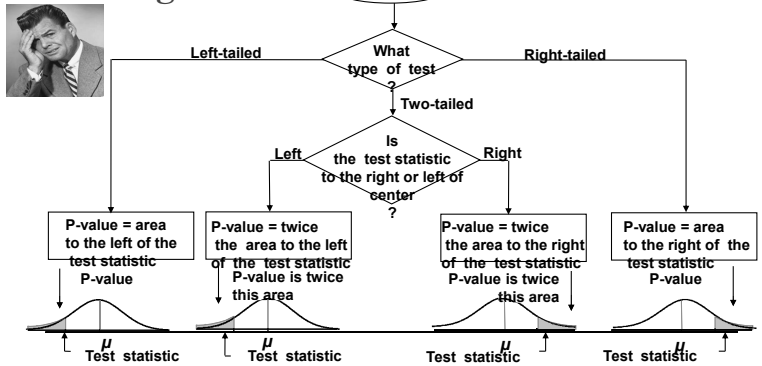 Left-tailed
What
type of test
?
Right-tailed
Two-tailed
Is
the test statistic
to the right or left of
center
?
Left
Right
P-value = area
to the left of the
test statistic
P-value = twice
the area to the left
of the test statistic
P-value = twice
the area to the right
of the test statistic
P-value = area
to the right of the
test statistic
P-value
P-value is twice
this area
P-value is twice
this area
P-value
μ
μ
μ
μ
Test statistic
Test statistic
Test statistic
Test statistic